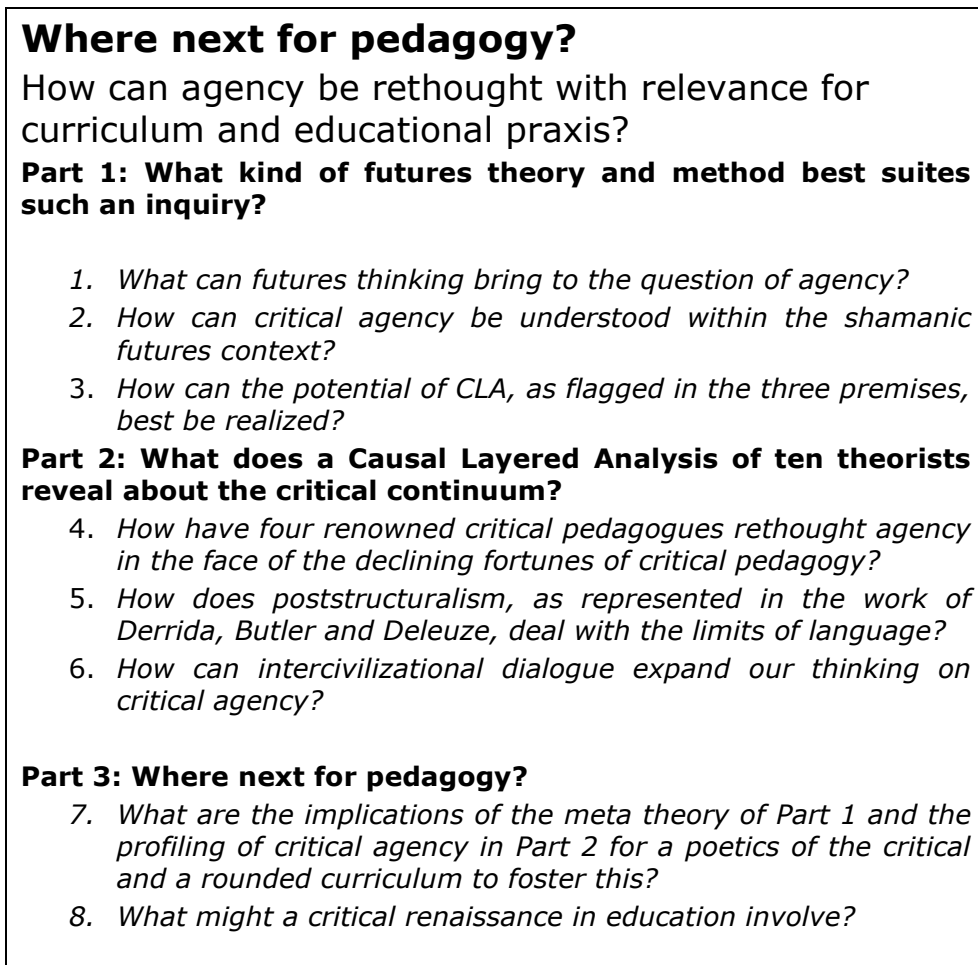 Where next for pedagogy?
How can agency be rethought with relevance for
curriculum and educational praxis?
Part 1: What kind of futures theory and method best suites
such an inquiry?
1. What can futures thinking bring to the question of agency?
2. How can critical agency be understood within the shamanic
futures context?
3. How can the potential of CLA, as flagged in the three premises,
best be realized?
Part 2: What does a Causal Layered Analysis of ten theorists
reveal about the critical continuum?
4. How have four renowned critical pedagogues rethought agency
in the face of the declining fortunes of critical pedagogy?
5. How does poststructuralism, as represented in the work of
Derrida, Butler and Deleuze, deal with the limits of language?
6. How can intercivilizational dialogue expand our thinking on
critical agency?
Part 3: Where next for pedagogy?
7. What are the implications of the meta theory of Part 1 and the
profiling of critical agency in Part 2 for a poetics of the critical
and a rounded curriculum to foster this?
8. What might a critical renaissance in education involve?